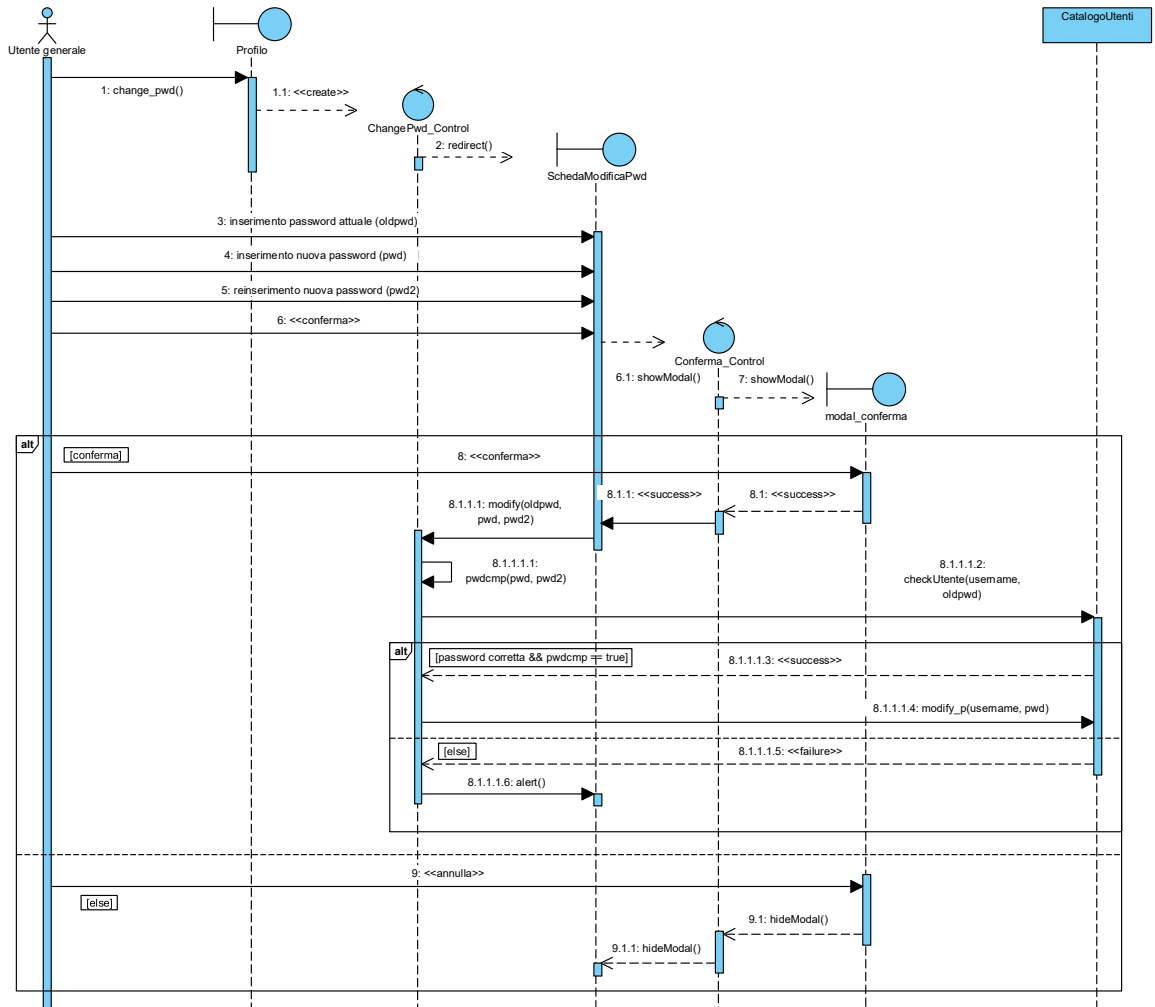 CatalogoUtenti
Utente generale
Profilo
1: change_pwd()
1.1: <<create>>
ChangePwd_Control
2: redirect()
SchedaModificaPwd
3: inserimento password attuale (oldpwd)
4: inserimento nuova password (pwd)
5: reinserimento nuova password (pwd2)
6: <<conferma>>
Conferma_Control
6.1: showModal()
7: showModal()
modal_conferma
alt
[conferma]
8: <<conferma>>
8.1.1: <<success>>
8.1: <<success>>
8.1.1.1: modify(oldpwd,
pwd, pwd2)
8.1.1.1.1:
pwdcmp(pwd, pwd2)
8.1.1.1.2:
checkUtente(username,
oldpwd)
alt
[password corretta && pwdcmp == true]
8.1.1.1.3: <<success>>
8.1.1.1.4: modify_p(username, pwd)
[else]
8.1.1.1.5: <<failure>>
8.1.1.1.6: alert()
9: <<annulla>>
[else]
9.1: hideModal()
9.1.1: hideModal()